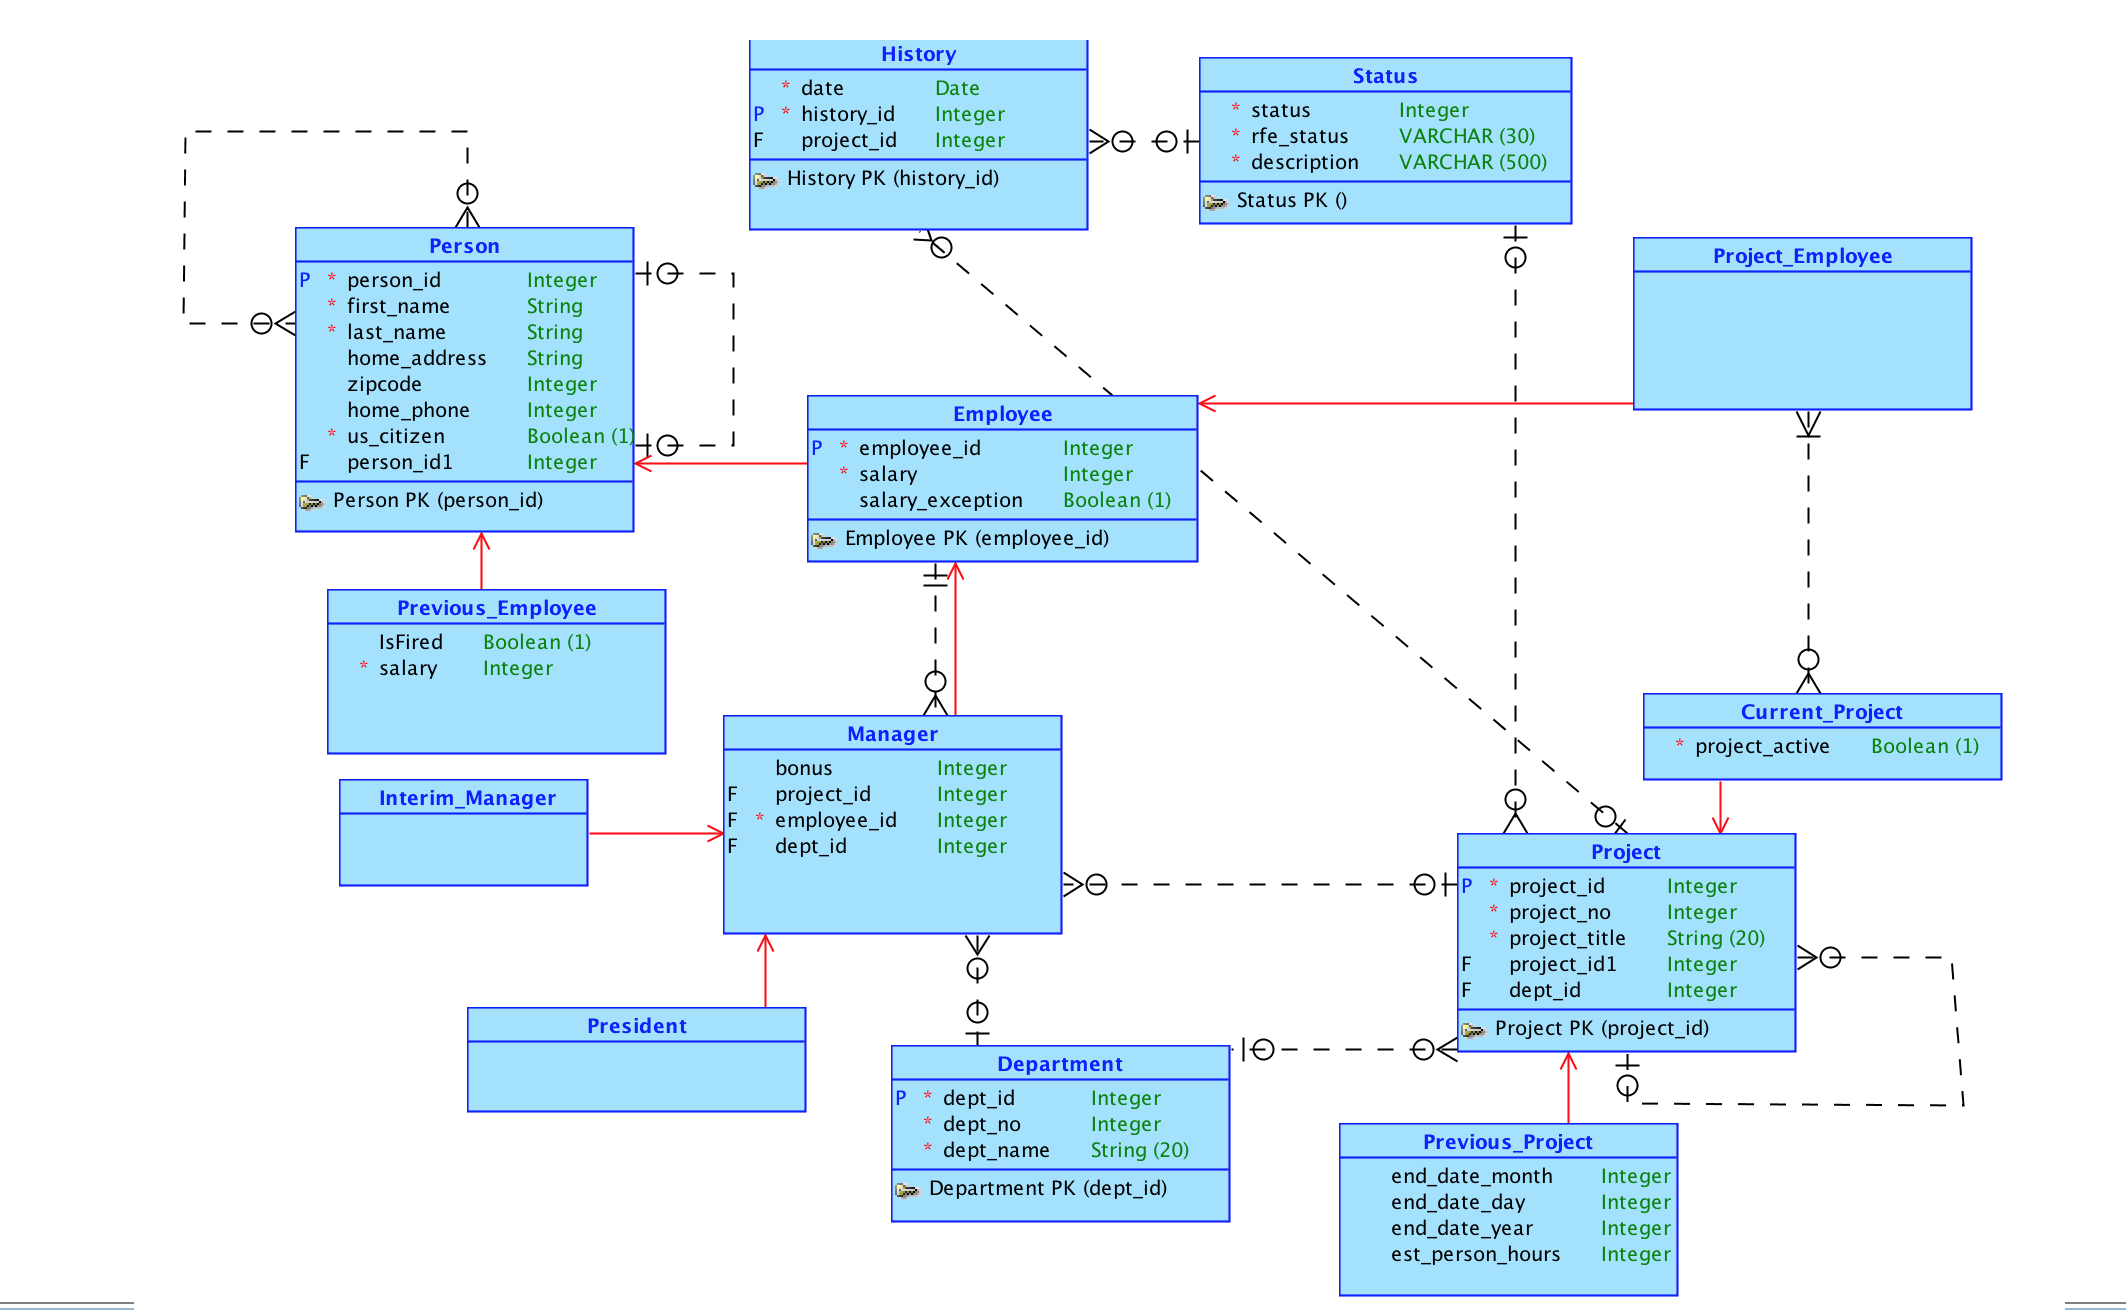 History
* date Date
P * history_id Integer
F project_id Integer
History PK (history_id)
Status
* status Integer
* rfe_status VARCHAR (30)
* description VARCHAR (500)
Status PK ()
Person
P * person_id Integer
* first_name String
* last_name String
home_address String
zipcode Integer
home_phone Integer
* us_citizen Boolean (1)
F person_id1 Integer
Person PK (person_id)
Project_Employee
Employee
P * employee_id Integer
* salary Integer
salary_exception Boolean (1)
Employee PK (employee_id)
Previous_Employee
IsFired Boolean (1)
* salary Integer
Manager
bonus Integer
F project_id Integer
F * employee_id Integer
F dept_id Integer
Current_Project
* project_active Boolean (1)
Interim_Manager
Project
P * project_id Integer
* project_no Integer
* project_title String (20)
F project_id1 Integer
F dept_id Integer
Project PK (project_id)
President
Department
P * dept_id Integer
* dept_no Integer
* dept_name String (20)
Department PK (dept_id)
Previous_Project
end_date_month Integer
end_date_day Integer
end_date_year Integer
est_person_hours Integer